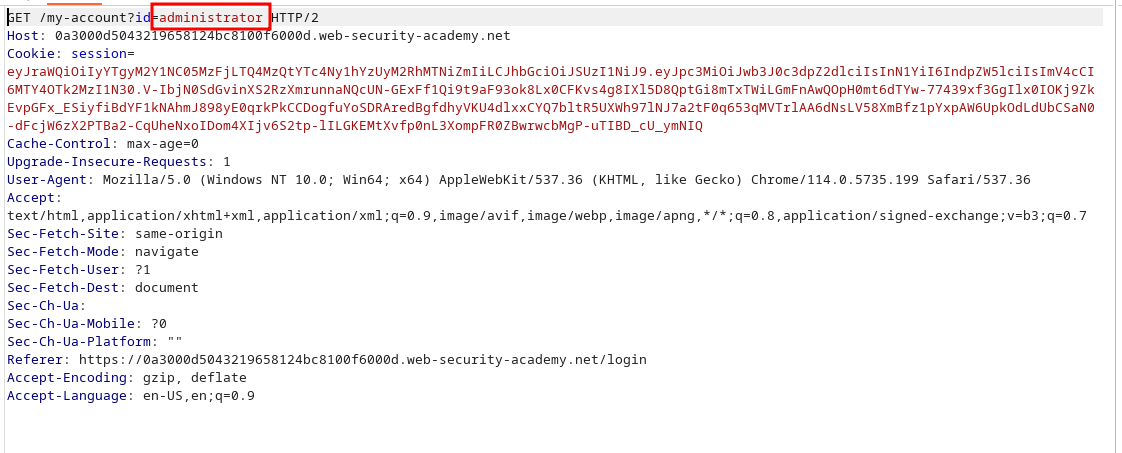 GET /my-account?id=administrator HTTP/2
Host: 0a3000d5043219658124bc8100f6000d.web-security-academy.net
Cookie: session=
eyJraWQiOiIyYTgyM2Y1NC05MzFjLTQ4MzQtYTc4Ny1hYzUyM2RhMTNiZmIiLCJhbGciOiJSUzI1NiJ9.eyJpc3MiOiJwb3J0c3dpZ2dlciIsInN1YiI6IndpZW5lciIsImV4cCI
6MTY4OTk2MzI1N30.V-IbjN0SdGvinXS2RzXmrunnaNQcUN-GExFf1Qi9t9aF93ok8Lx0CFKvs4g8IXl5D8QptGi8mTxTWiLGmFnAwQOpH0mt6dTYw-77439xf3GgIlx0IOKj9Zk
EvpGFx_ESiyfiBdYF1kNAhmJ898yE0qrkPkCCDogfuYoSDRAredBgfdhyVKU4dlxxCYQ7bltR5UXWh97lNJ7a2tF0q653qMVTrlAA6dNsLV58XmBfz1pYxpAW6UpkOdLdUbCSaN0
-dFcjW6zX2PTBa2-CqUheNxoIDom4XIjv6S2tp-lILGKEMtXvfp0nL3XompFR0ZBwrwcbMgP-uTIBD_cU_ymNIQ
Cache-Control: max-age=0
Upgrade-Insecure-Requests: 1
User-Agent: Mozilla/5.0 (Windows NT 10.0; Win64; x64) AppleWebKit/537.36 (KHTML, like Gecko) Chrome/114.0.5735.199 Safari/537.36
Accept:
text/html,application/xhtml+xml,application/xml;q=0.9,image/avif,image/webp,image/apng,*/*;q=0.8,application/signed-exchange;v=b3;q=0.7
Sec-Fetch-Site: same-origin
Sec-Fetch-Mode: navigate
Sec-Fetch-User: ?1
Sec-Fetch-Dest: document
Sec-Ch-Ua:
Sec-Ch-Ua-Mobile: ?0
Sec-Ch-Ua-Platform: ""
Referer: https://0a3000d5043219658124bc8100f6000d.web-security-academy.net/login
Accept-Encoding: gzip, deflate
Accept-Language: en-US,en;q=0.9